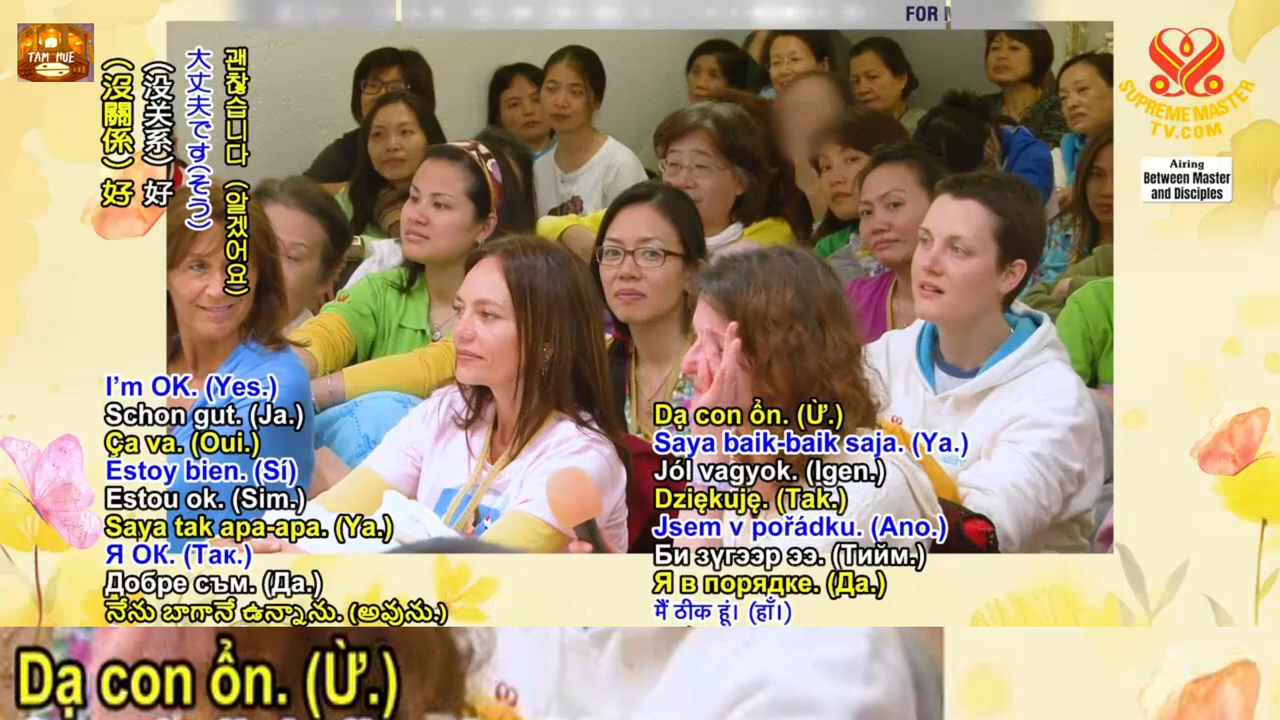 FOR
TAM HUE
괜찮습니다 (알겠어요)
大丈夫です(そう)
(没关系) 好
(沒關係) 好
SUPREME MASTER
TV.COM
Airing
Between Master
and Disciples
I'm OK. (Yes.)
Schon gut. (Ja.)
Ça va. (Oui.)
Estoy bien. (Sí)
Estou ok. (Sim.)
Saya tak apa-apa. (Ya.)
Я ОК. (Так.)
Добре съм. (Да.)
నేను బాగానే ఉన్నాను. (అవును.)
Dạ con ổn. (Ừ.)
Saya baik-baik saja. (Ya.)
Jól vagyok. (Igen.)
Dziękuję. (Tak.)
Jsem v pořádku. (Ano.)
Би зүгээр ээ. (Тийм.)
Я в порядке. (Да.)
मैं ठीक हूं। (हाँ।)
Dạ con ổn. (Ừ.)